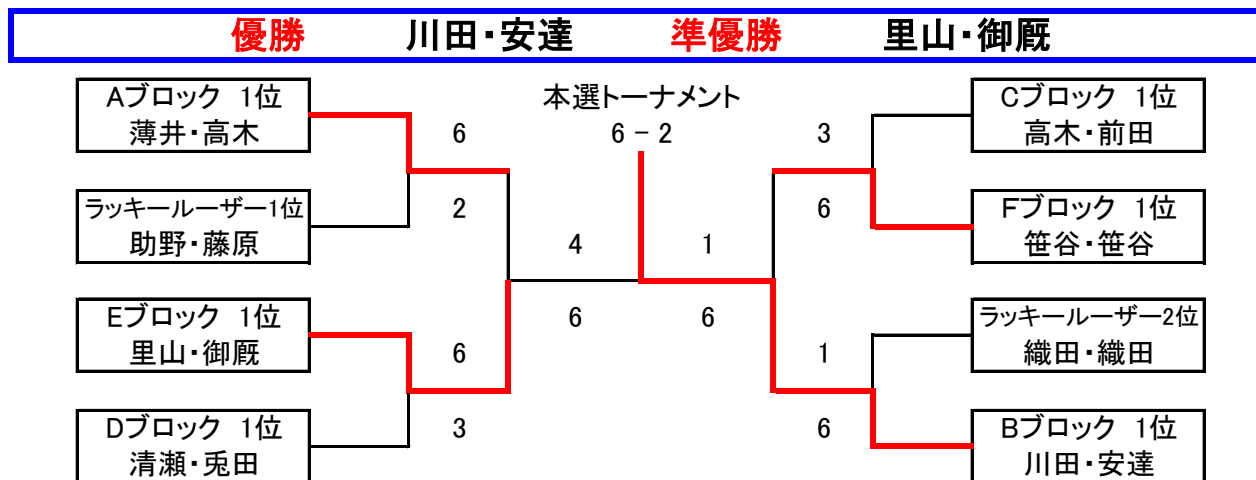 優勝 川田・安達 準優勝 里山・御厩
本選トーナメント
6 − 2
Aブロック 1位
薄井・高木
6
ラッキールーザー1位
助野・藤原
2
4
6
Eブロック 1位
里山・御厩
6
Dブロック 1位
清瀬・兎田
3
Cブロック 1位
高木・前田
3
Fブロック 1位
笹谷・笹谷
6
1
6
ラッキールーザー2位
織田・織田
1
Bブロック 1位
川田・安達
6